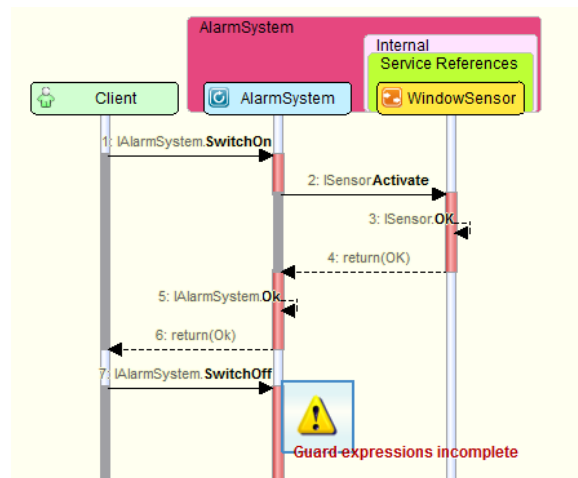 AlarmSystem
Internal
Service References
Client
AlarmSystem
WindowSensor
1: IAlarmSystem.SwitchOn
2: ISensor.Activate
3: ISensor.OK
4: return(OK)
5: IAlarmSystem.Ok
6: return(Ok)
7: IAlarmSystem.SwitchOff
Guard expressions incomplete